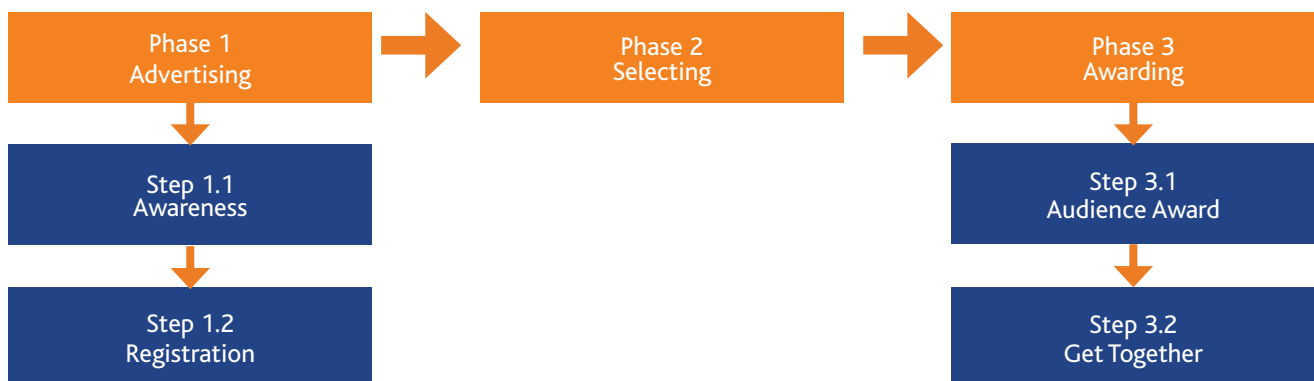 Phase 1
Advertising
Phase 2
Selecting
Phase 3
Awarding
Step 1.1
Awareness
Step 3.1
Audience Award
Step 1.2
Registration
Step 3.2
Get Together